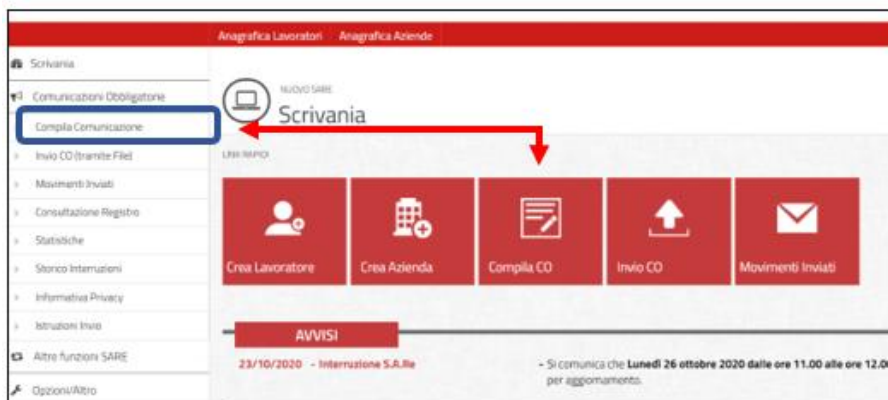 Anagrafica Lavoratori Anagrafica Aziende
Scrivania
Comunicazioni Obbligatorie
Compila Comunicazione
Invio CO (tramite File)
Movimenti Inviati
Consultazione Registro
Statistiche
Storico Interruzioni
Informativa Privacy
Istruzioni Invio
Altre funzioni SARE
Opzioni/Altro
NUOVO SARE
Scrivania
LINK RAPIDI
Crea Lavoratore
Crea Azienda
Compila CO
Invio CO
Movimenti Inviati
AVVISI
23/10/2020 - Interruzione S.A.Re
- Si comunica che Lunedì 26 ottobre 2020 dalle ore 11.00 alle ore 12.0
per aggiornamento.